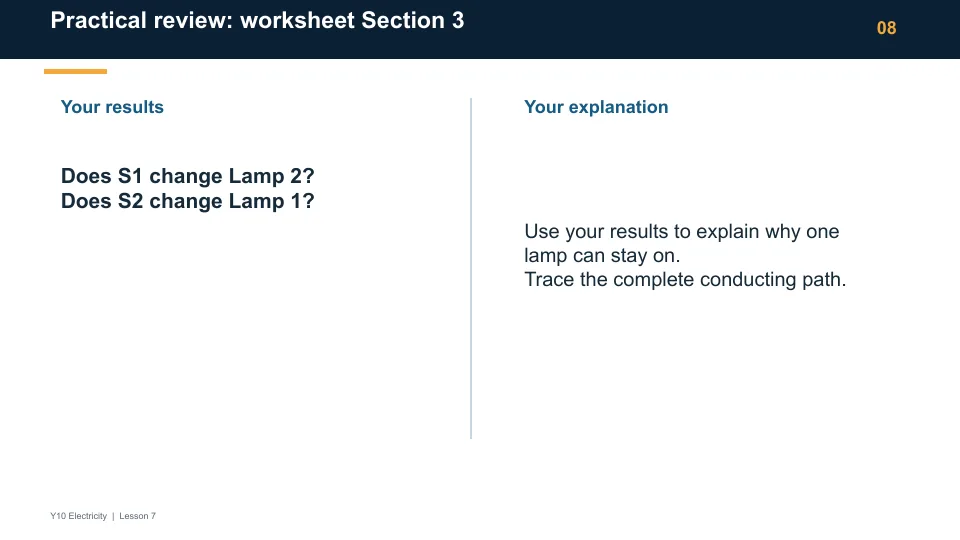 Practical review: worksheet Section 3
08
Your results
Does S1 change Lamp 2?
Does S2 change Lamp 1?
Your explanation
Use your results to explain why one
lamp can stay on.
Trace the complete conducting path.
Y10 Electricity | Lesson 7